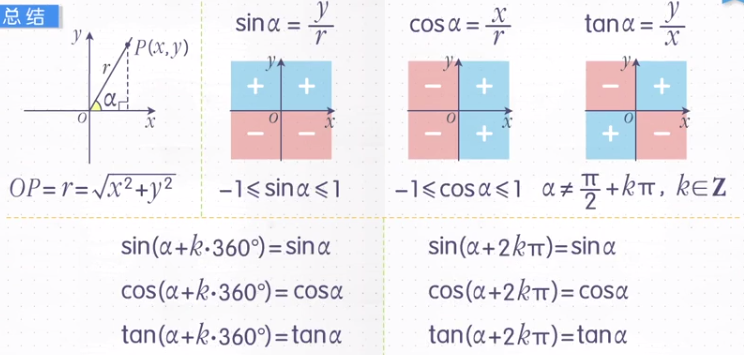 总结
y
P(x,y)
r
α
O
x
OP=r=√x²+y²
sinα = y/r
y
+ +
O
x
− −
−1⩽sinα⩽1
cosα = x/r
y
− +
O
x
− +
−1⩽cosα⩽1
tanα = y/x
y
− +
O
x
+ −
α≠π/2+kπ, k∈Z
sin(α+k·360°)=sinα
cos(α+k·360°)=cosα
tan(α+k·360°)=tanα
sin(α+2kπ)=sinα
cos(α+2kπ)=cosα
tan(α+2kπ)=tanα